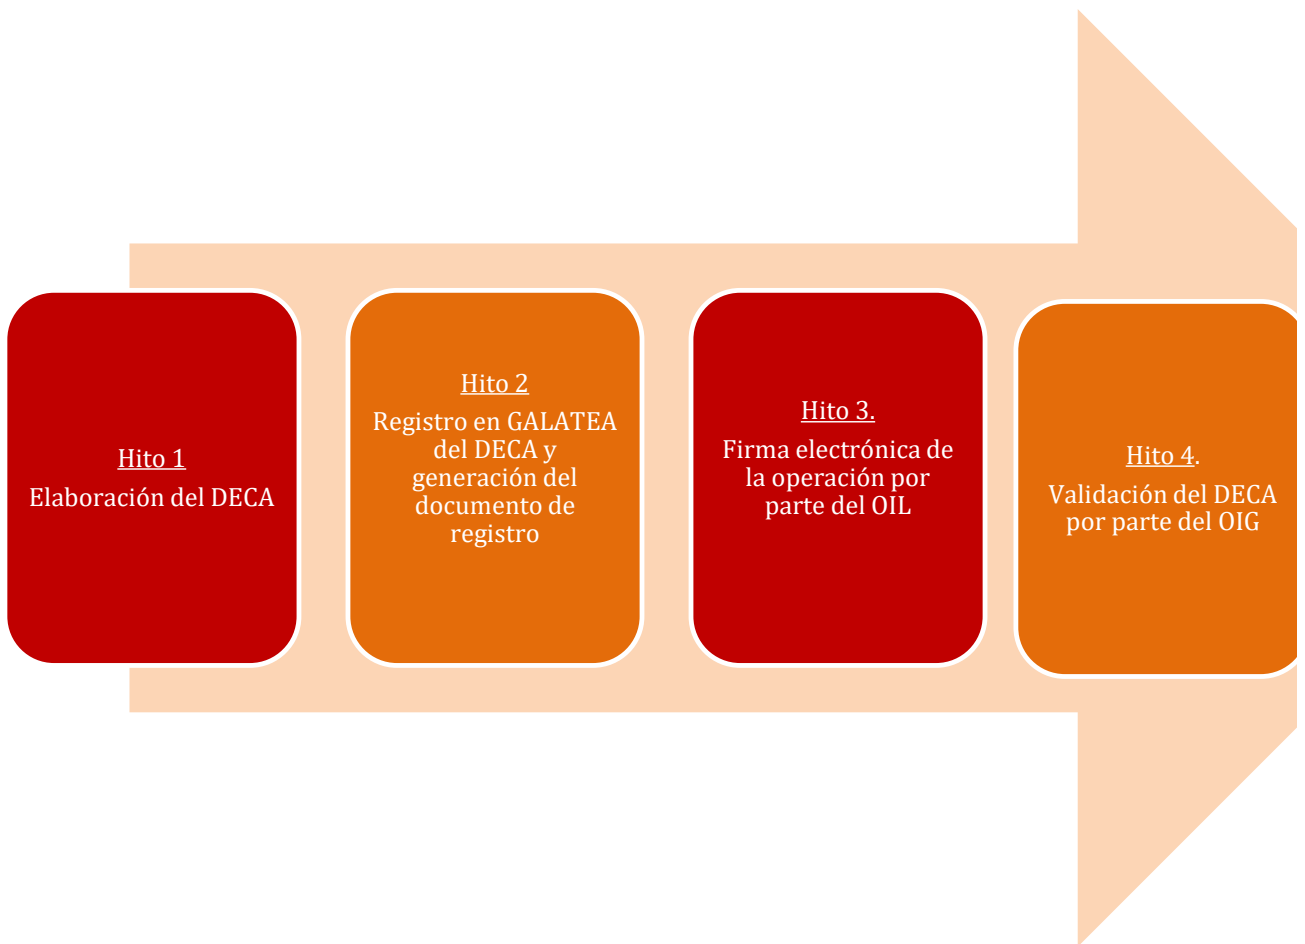 Hito 1
Elaboración del DECA
Hito 2
Registro en GALATEA
del DECA y
generación del
documento de
registro
Hito 3.
Firma electrónica de
la operación por
parte del OIL
Hito 4.
Validación del DECA
por parte del OIG